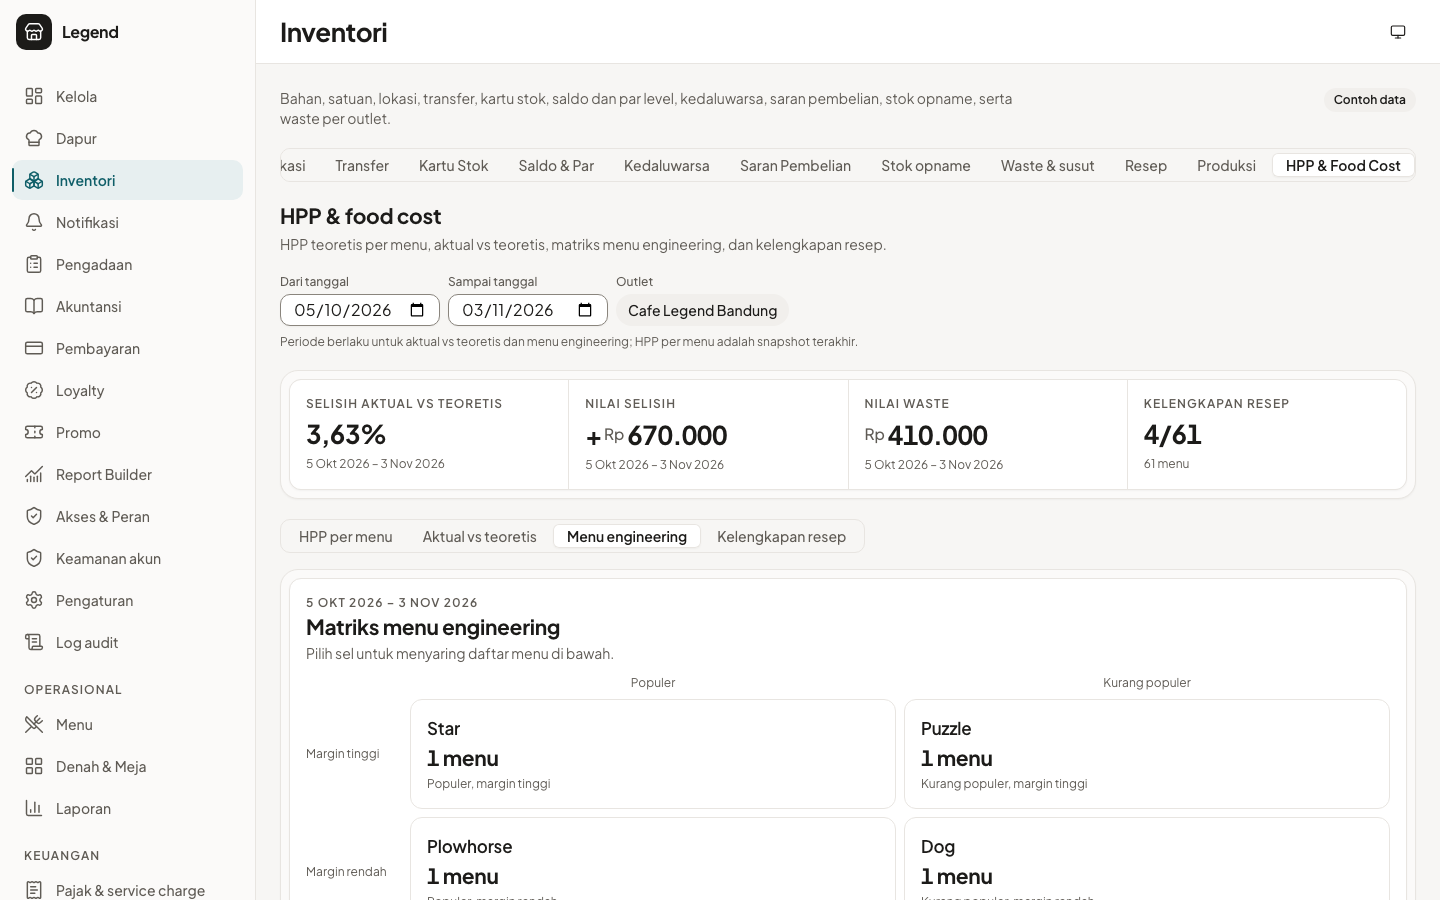 Legend
Kelola
Dapur
Inventori
Notifikasi
Pengadaan
Akuntansi
Pembayaran
Loyalty
Promo
Report Builder
Akses & Peran
Keamanan akun
Pengaturan
Log audit
OPERASIONAL
Menu
Denah & Meja
Laporan
KEUANGAN
Pajak & service charge
Inventori
Bahan, satuan, lokasi, transfer, kartu stok, saldo dan par level, kedaluwarsa, saran pembelian, stok opname, serta
waste per outlet.
Contoh data
kasi Transfer Kartu Stok Saldo & Par Kedaluwarsa Saran Pembelian Stok opname Waste & susut Resep Produksi HPP & Food Cost
HPP & food cost
HPP teoretis per menu, aktual vs teoretis, matriks menu engineering, dan kelengkapan resep.
Dari tanggal Sampai tanggal Outlet
05/10/2026 03/11/2026 Cafe Legend Bandung
Periode berlaku untuk aktual vs teoretis dan menu engineering; HPP per menu adalah snapshot terakhir.
SELISIH AKTUAL VS TEORETIS
3,63%
5 Okt 2026 – 3 Nov 2026
NILAI SELISIH
+Rp 670.000
5 Okt 2026 – 3 Nov 2026
NILAI WASTE
Rp 410.000
5 Okt 2026 – 3 Nov 2026
KELENGKAPAN RESEP
4/61
61 menu
HPP per menu Aktual vs teoretis Menu engineering Kelengkapan resep
5 OKT 2026 – 3 NOV 2026
Matriks menu engineering
Pilih sel untuk menyaring daftar menu di bawah.
Populer Kurang populer
Margin tinggi
Star
1 menu
Populer, margin tinggi
Puzzle
1 menu
Kurang populer, margin tinggi
Margin rendah
Plowhorse
1 menu
Populer, margin rendah
Dog
1 menu
Kurang populer, margin rendah